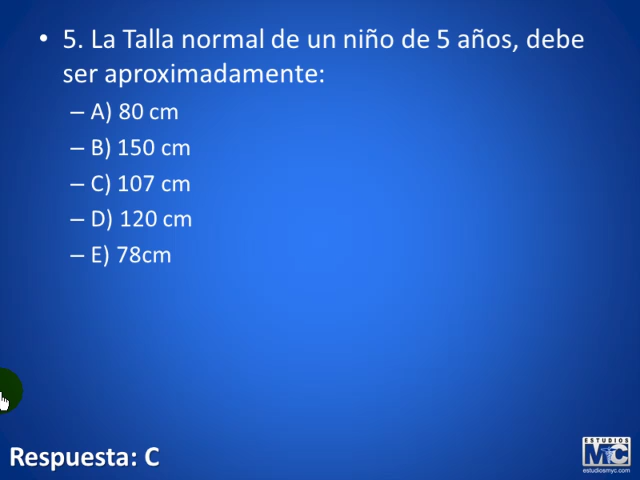 • 5. La Talla normal de un niño de 5 años, debe
ser aproximadamente:
– A) 80 cm
– B) 150 cm
– C) 107 cm
– D) 120 cm
– E) 78cm
Respuesta: C
ESTUDIOS
MyC
estudiosmyc.com